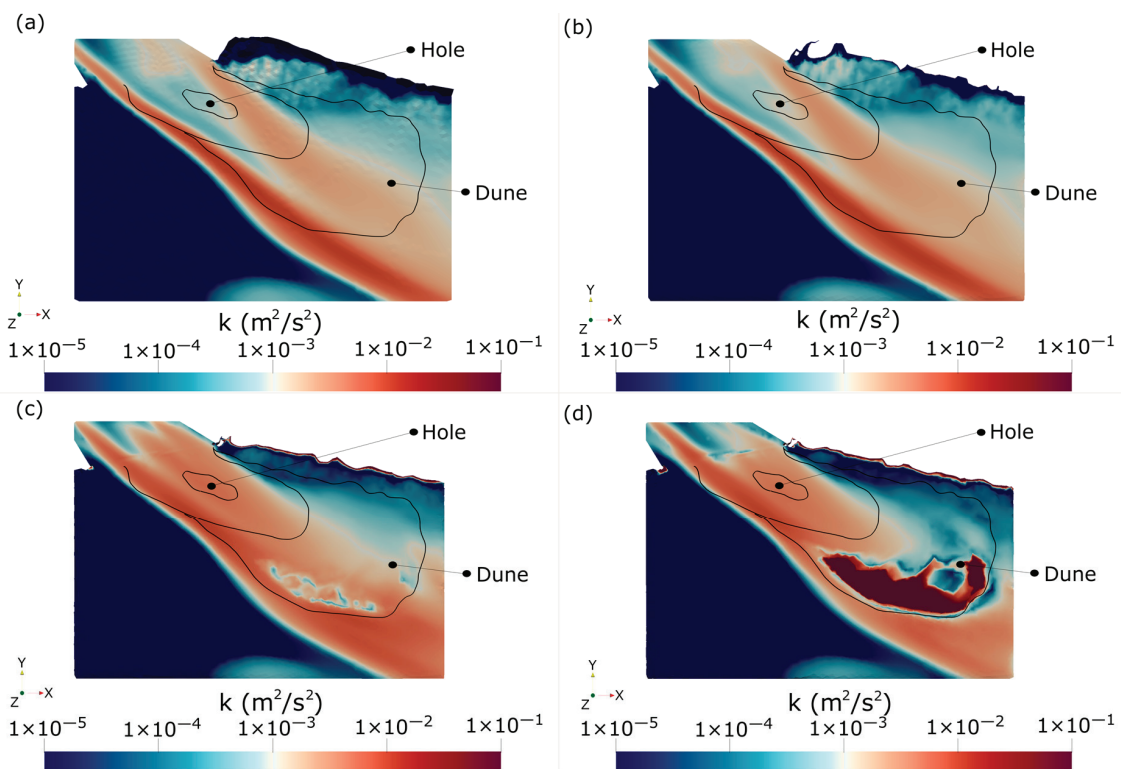 (a)
Hole
Dune
Y
Z X
k (m²/s²)
1×10⁻⁵ 1×10⁻⁴ 1×10⁻³ 1×10⁻² 1×10⁻¹
(b)
Hole
Dune
Y
Z X
k (m²/s²)
1×10⁻⁵ 1×10⁻⁴ 1×10⁻³ 1×10⁻² 1×10⁻¹
(c)
Hole
Dune
Y
Z X
k (m²/s²)
1×10⁻⁵ 1×10⁻⁴ 1×10⁻³ 1×10⁻² 1×10⁻¹
(d)
Hole
Dune
Y
Z X
k (m²/s²)
1×10⁻⁵ 1×10⁻⁴ 1×10⁻³ 1×10⁻² 1×10⁻¹